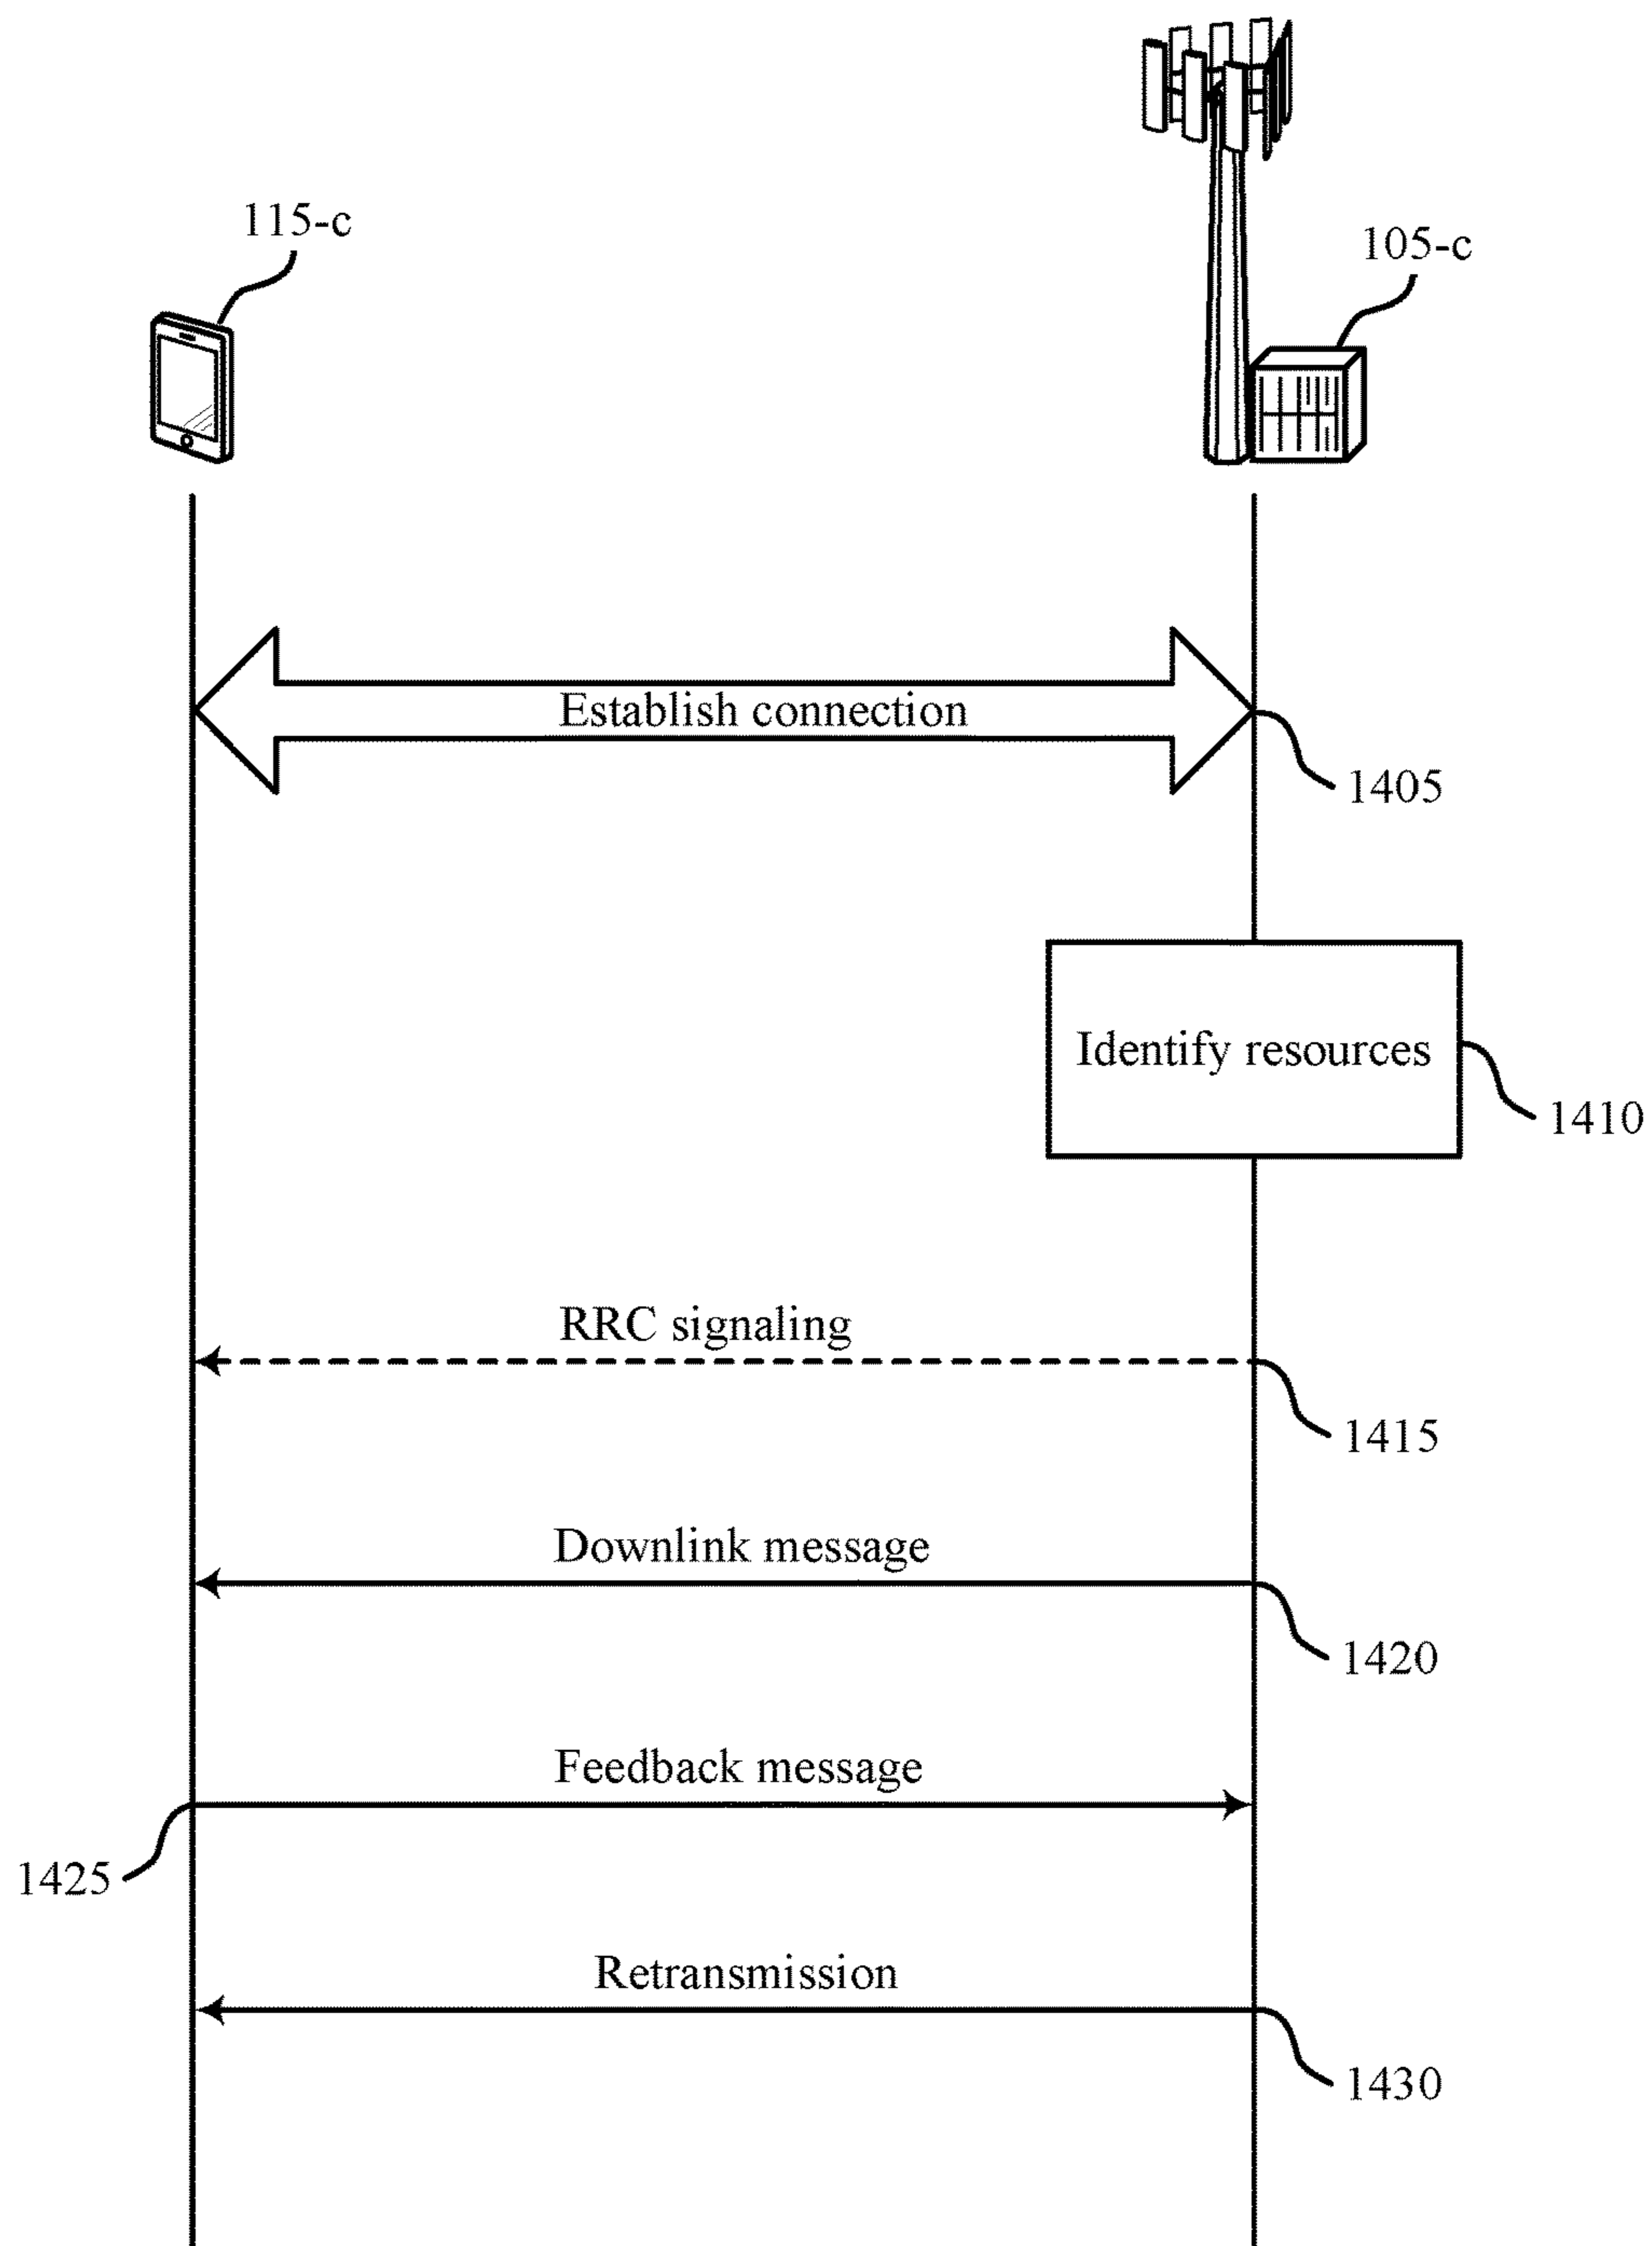 115-c
105-c
Establish connection
1405
Identify resources
1410
RRC signaling
1415
Downlink message
1420
Feedback message
1425
Retransmission
1430